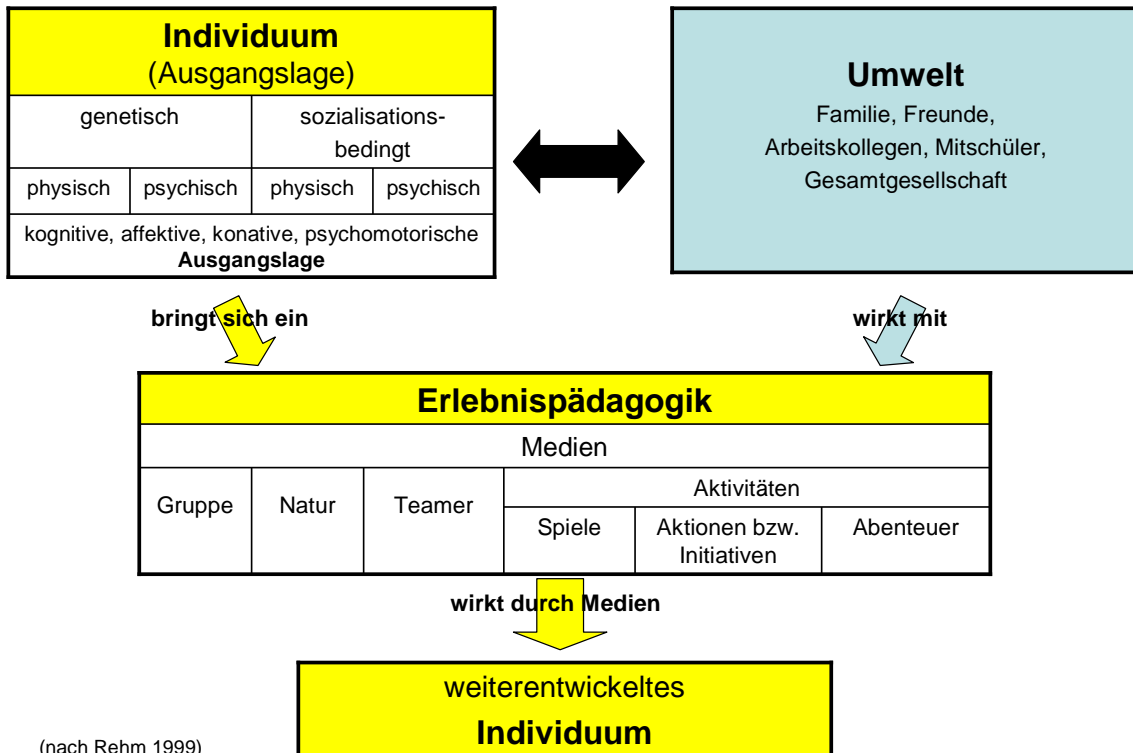 Individuum
(Ausgangslage)
genetisch
sozialisations-
bedingt
physisch
psychisch
physisch
psychisch
kognitive, affektive, konative, psychomotorische
Ausgangslage
Umwelt
Familie, Freunde,
Arbeitskollegen, Mitschüler,
Gesamtgesellschaft
bringt sich ein
wirkt mit
Erlebnispädagogik
Medien
Gruppe
Natur
Teamer
Aktivitäten
Spiele
Aktionen bzw.
Initiativen
Abenteuer
wirkt durch Medien
weiterentwickeltes
Individuum
(nach Rehm 1999)